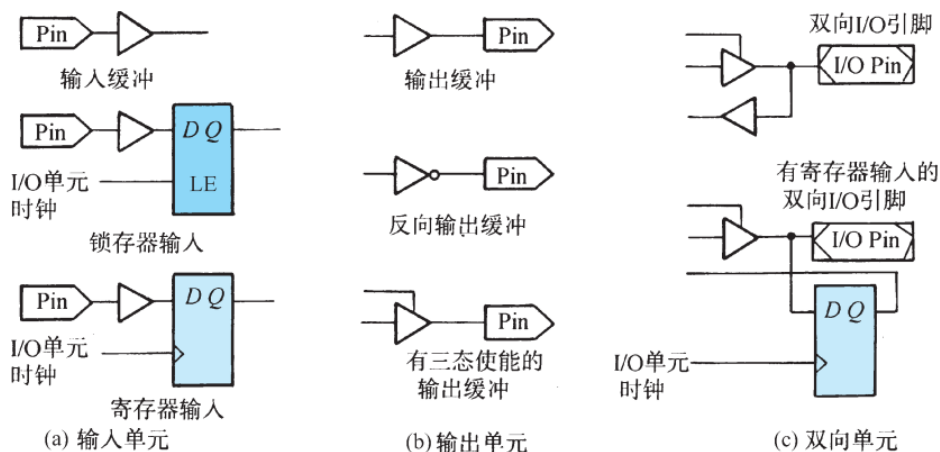 Pin
输入缓冲
Pin
D Q
I/O单元
时钟
LE
锁存器输入
Pin
D Q
I/O单元
时钟
寄存器输入
(a) 输入单元
Pin
输出缓冲
Pin
反向输出缓冲
Pin
有三态使能的
输出缓冲
(b) 输出单元
双向I/O引脚
I/O Pin
有寄存器输入的
双向I/O引脚
I/O Pin
D Q
I/O单元
时钟
(c) 双向单元